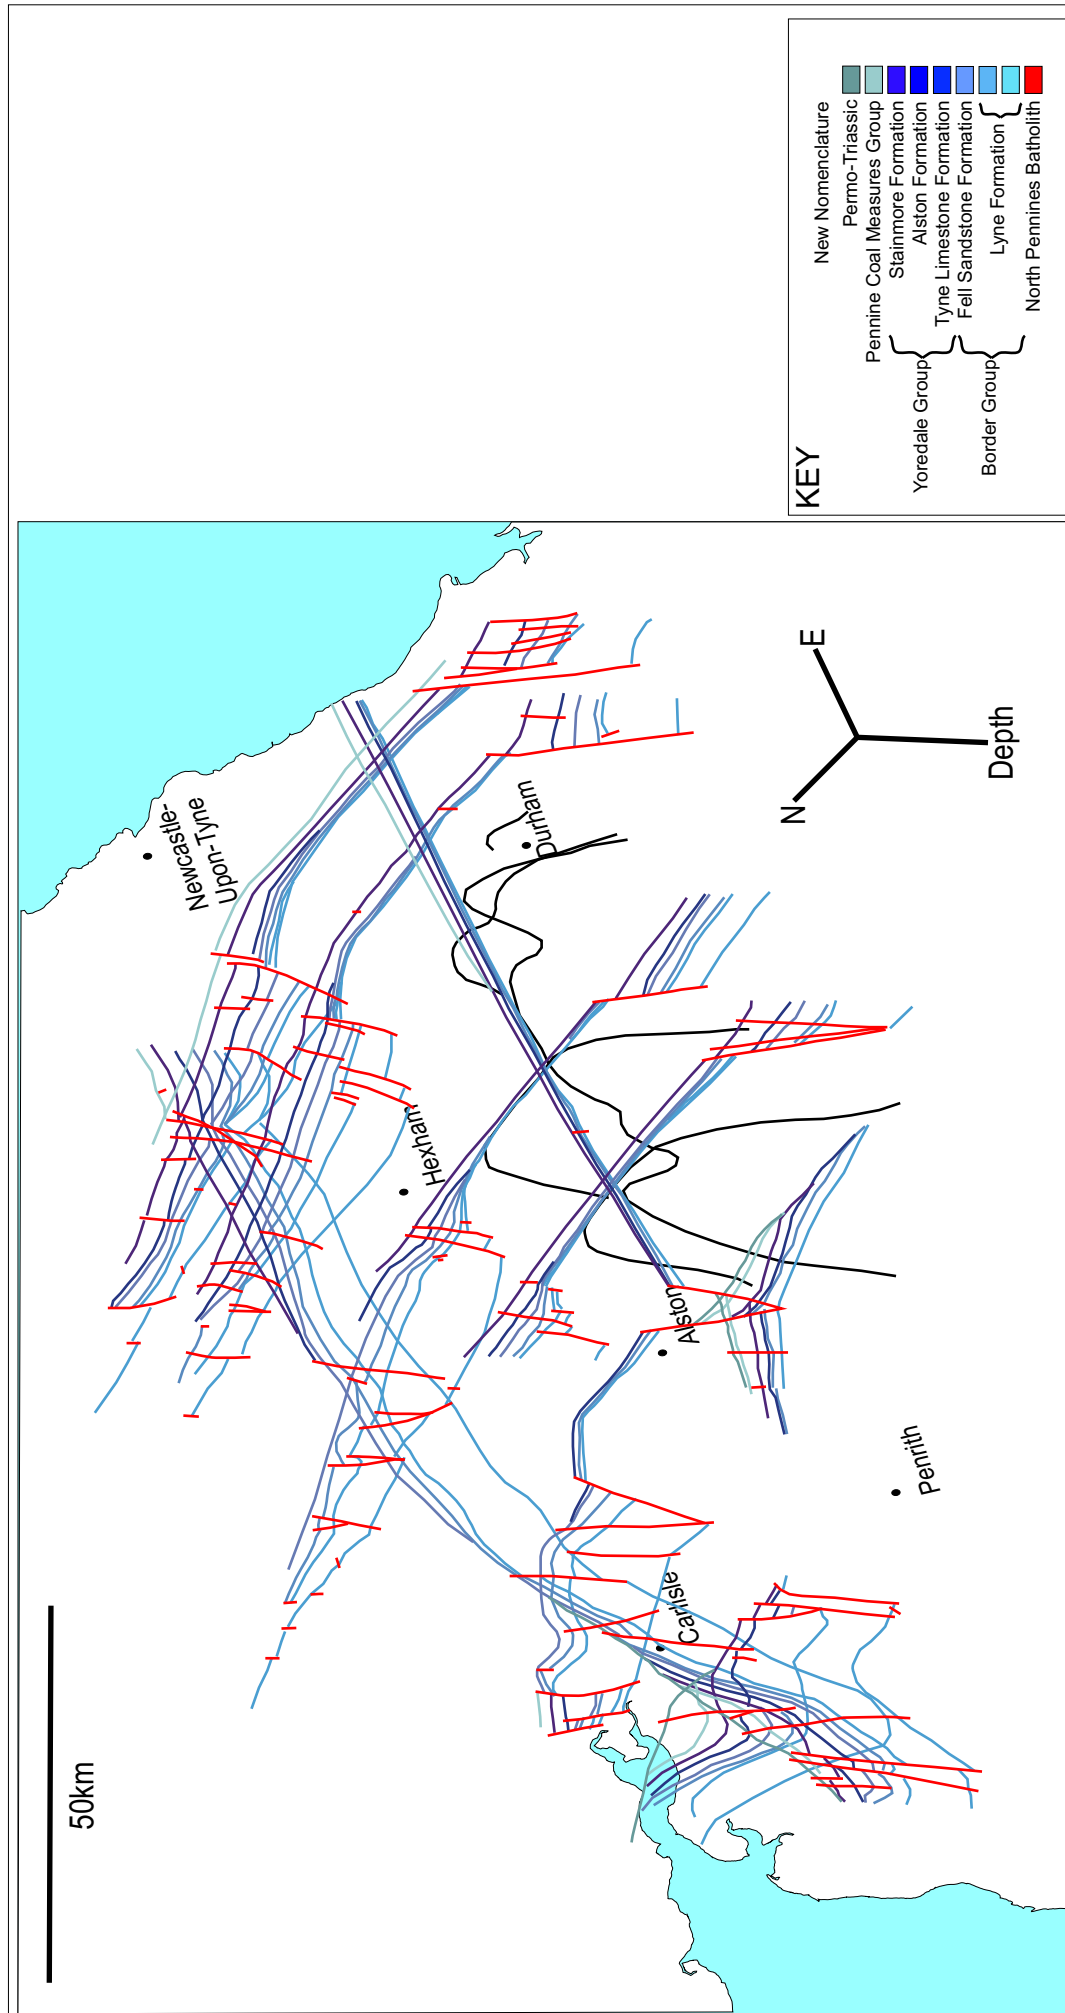 50km
Newcastle-
Upon-Tyne
Durham
Hexham
Alston
Penrith
Carlisle
N
E
Depth
KEY
New Nomenclature
Permo-Triassic
Pennine Coal Measures Group
Stainmore Formation
Alston Formation
Tyne Limestone Formation
Fell Sandstone Formation
Lyne Formation
North Pennines Batholith
Yoredale Group
Border Group